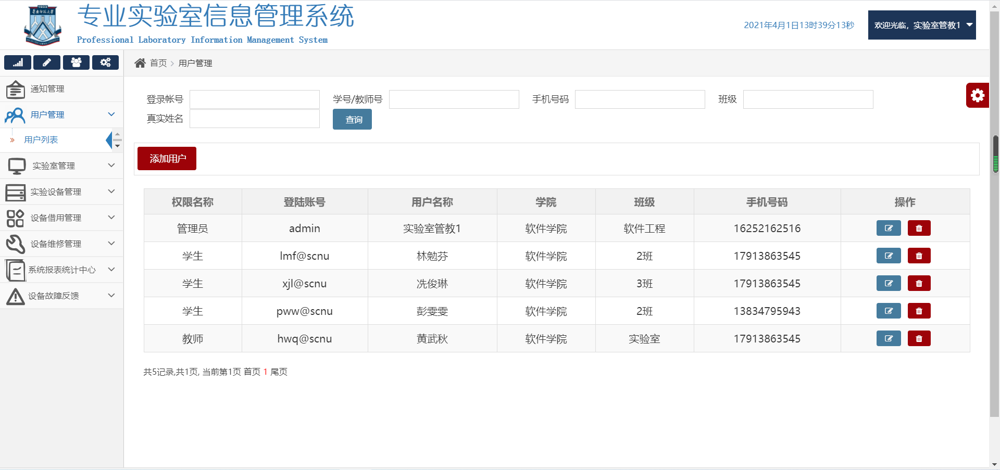 专业实验室信息管理系统
Professional Laboratory Information Management System
2021年4月1日13时39分13秒
欢迎光临，实验室管教1
首页 用户管理
通知管理
用户管理
用户列表
实验室管理
实验设备管理
设备借用管理
设备维修管理
系统报表统计中心
设备故障反馈
登录帐号 学号/教师号 手机号码 班级
真实姓名 查询
添加用户
权限名称 登陆账号 用户名称 学院 班级 手机号码 操作
管理员 admin 实验室管教1 软件学院 软件工程 16252162516
学生 lmf@scnu 林勉芬 软件学院 2班 17913863545
学生 xjl@scnu 冼俊琳 软件学院 3班 17913863545
学生 pww@scnu 彭雯雯 软件学院 2班 13834795943
教师 hwq@scnu 黄武秋 软件学院 实验室 17913863545
共5记录,共1页, 当前第1页 首页 1 尾页